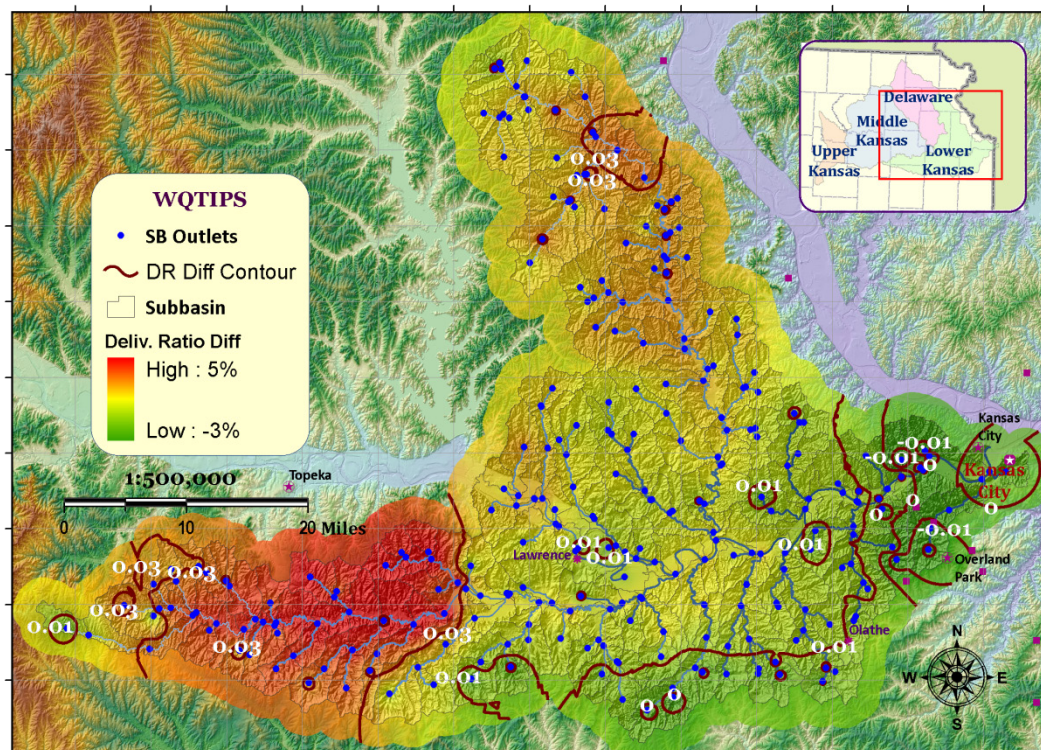 WQTIPS
SB Outlets
DR Diff Contour
Subbasin
Deliv. Ratio Diff
High : 5%
Low : -3%
1:500,000
0 10 20 Miles
Topeka
Delaware
Middle
Kansas
Upper
Kansas
Lower
Kansas
0.03
0.03
Kansas
City
-0.01
-0.01
0
Kansas
City
0
0.01
0
0
-0.01
0.01
Overland
Park
0.01
-0.01
Lawrence
0.03
0.03
0.03
0.01
0.03
0.03
0.01
Olathe
0.01
0
0
N
W E
S